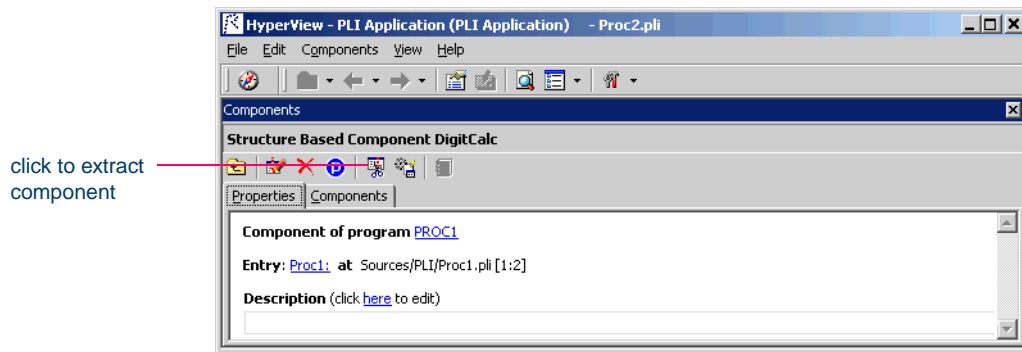 HyperView - PLI Application (PLI Application) - Proc2.pli
File Edit Components View Help
Components
Structure Based Component DigitCalc
click to extract
component
Properties Components
Component of program PROC1
Entry: Proc1: at Sources/PLI/Proc1.pli [1:2]
Description (click here to edit)